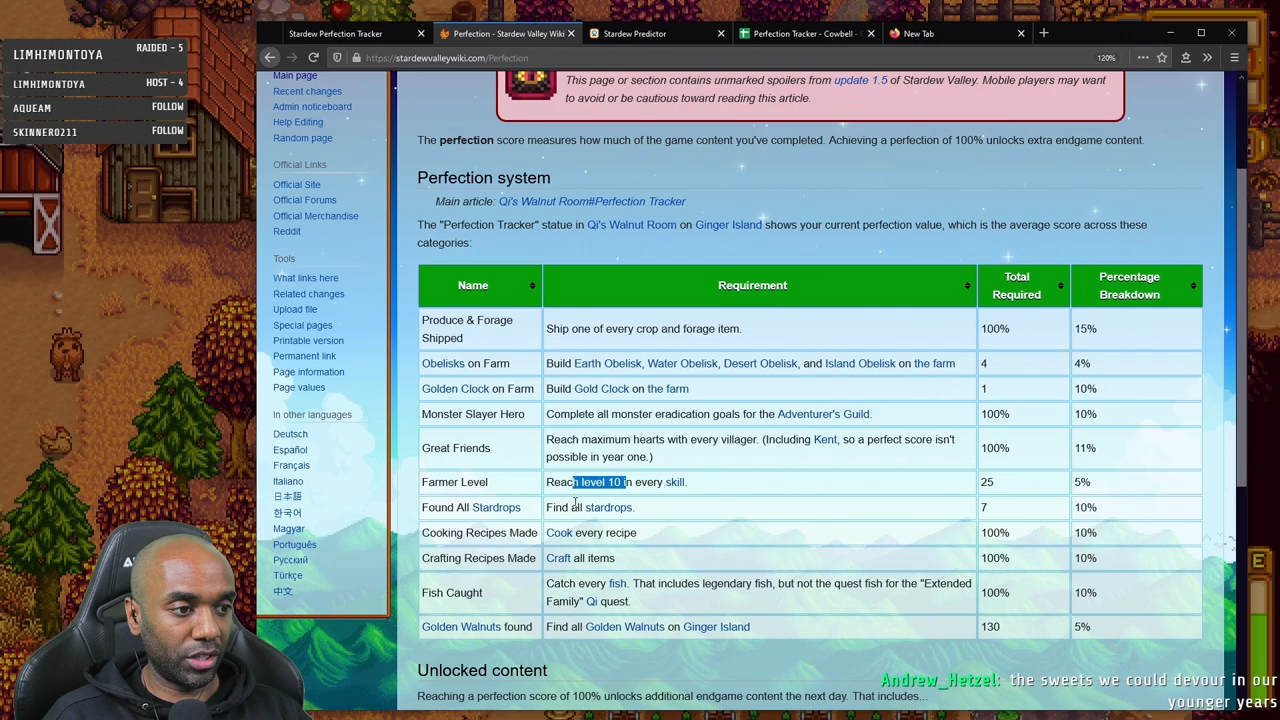 LIMHIMONTOYA RAIDED - 5
LIMHIMONTOYA HOST - 4
AQUEAM FOLLOW
SKINNER0211 FOLLOW
Stardew Perfection Tracker
Perfection - Stardew Valley Wiki
Stardew Predictor
Perfection Tracker - Cowbell -
New Tab
https://stardewvalleywiki.com/Perfection
120%
Main page
Recent changes
Admin noticeboard
Help Editing
Random page
Official Links
Official Site
Official Forums
Official Merchandise
Reddit
Tools
What links here
Related changes
Upload file
Special pages
Printable version
Permanent link
Page information
Page values
In other languages
Deutsch
Español
Français
Italiano
日本語
한국어
Magyar
Português
Русский
Türkçe
中文
This page or section contains unmarked spoilers from update 1.5 of Stardew Valley. Mobile players may want
to avoid or be cautious toward reading this article.
The perfection score measures how much of the game content you've completed. Achieving a perfection of 100% unlocks extra endgame content.
Perfection system
Main article: Qi's Walnut Room#Perfection Tracker
The "Perfection Tracker" statue in Qi's Walnut Room on Ginger Island shows your current perfection value, which is the average score across these
categories:
Name Requirement Total Required Percentage Breakdown
Produce & Forage Shipped Ship one of every crop and forage item. 100% 15%
Obelisks on Farm Build Earth Obelisk, Water Obelisk, Desert Obelisk, and Island Obelisk on the farm 4 4%
Golden Clock on Farm Build Gold Clock on the farm 1 10%
Monster Slayer Hero Complete all monster eradication goals for the Adventurer's Guild. 100% 10%
Great Friends Reach maximum hearts with every villager. (Including Kent, so a perfect score isn't
possible in year one.) 100% 11%
Farmer Level Reach level 10 in every skill. 25 5%
Found All Stardrops Find all stardrops. 7 10%
Cooking Recipes Made Cook every recipe 100% 10%
Crafting Recipes Made Craft all items 100% 10%
Fish Caught Catch every fish. That includes legendary fish, but not the quest fish for the "Extended
Family" Qi quest. 100% 10%
Golden Walnuts found Find all Golden Walnuts on Ginger Island 130 5%
Unlocked content
Reaching a perfection score of 100% unlocks additional endgame content the next day. That includes...
Andrew_Hetzel: the sweets we could devour in our
younger years